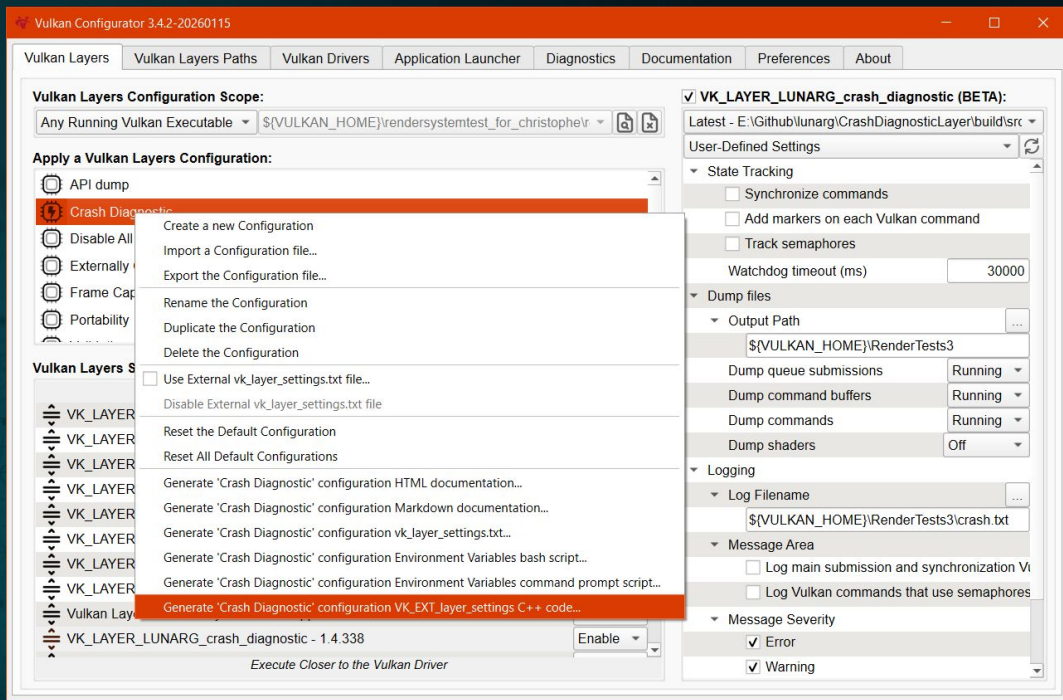 Vulkan Configurator 3.4.2-20260115
Vulkan Layers
Vulkan Layers Paths
Vulkan Drivers
Application Launcher
Diagnostics
Documentation
Preferences
About
Vulkan Layers Configuration Scope:
Any Running Vulkan Executable
${VULKAN_HOME}\rendersystemtest_for_christophe\r
Apply a Vulkan Layers Configuration:
API dump
Crash Diagnostic
Disable All
Externally
Frame Cap
Portability
Vulkan Layers S
VK_LAYER
VK_LAYER
VK_LAYER
VK_LAYER
VK_LAYER
VK_LAYER
VK_LAYER
VK_LAYER
Vulkan Lay
VK_LAYER_LUNARG_crash_diagnostic - 1.4.338
Enable
Execute Closer to the Vulkan Driver
Create a new Configuration
Import a Configuration file...
Export the Configuration file...
Rename the Configuration
Duplicate the Configuration
Delete the Configuration
Use External vk_layer_settings.txt file...
Disable External vk_layer_settings.txt file
Reset the Default Configuration
Reset All Default Configurations
Generate 'Crash Diagnostic' configuration HTML documentation...
Generate 'Crash Diagnostic' configuration Markdown documentation...
Generate 'Crash Diagnostic' configuration vk_layer_settings.txt...
Generate 'Crash Diagnostic' configuration Environment Variables bash script...
Generate 'Crash Diagnostic' configuration Environment Variables command prompt script...
Generate 'Crash Diagnostic' configuration VK_EXT_layer_settings C++ code...
VK_LAYER_LUNARG_crash_diagnostic (BETA):
Latest - E:\Github\lunarg\CrashDiagnosticLayer\build\src
User-Defined Settings
State Tracking
Synchronize commands
Add markers on each Vulkan command
Track semaphores
Watchdog timeout (ms)
30000
Dump files
Output Path
...
${VULKAN_HOME}\RenderTests3
Dump queue submissions
Running
Dump command buffers
Running
Dump commands
Running
Dump shaders
Off
Logging
Log Filename
...
${VULKAN_HOME}\RenderTests3\crash.txt
Message Area
Log main submission and synchronization Vu
Log Vulkan commands that use semaphores
Message Severity
Error
Warning